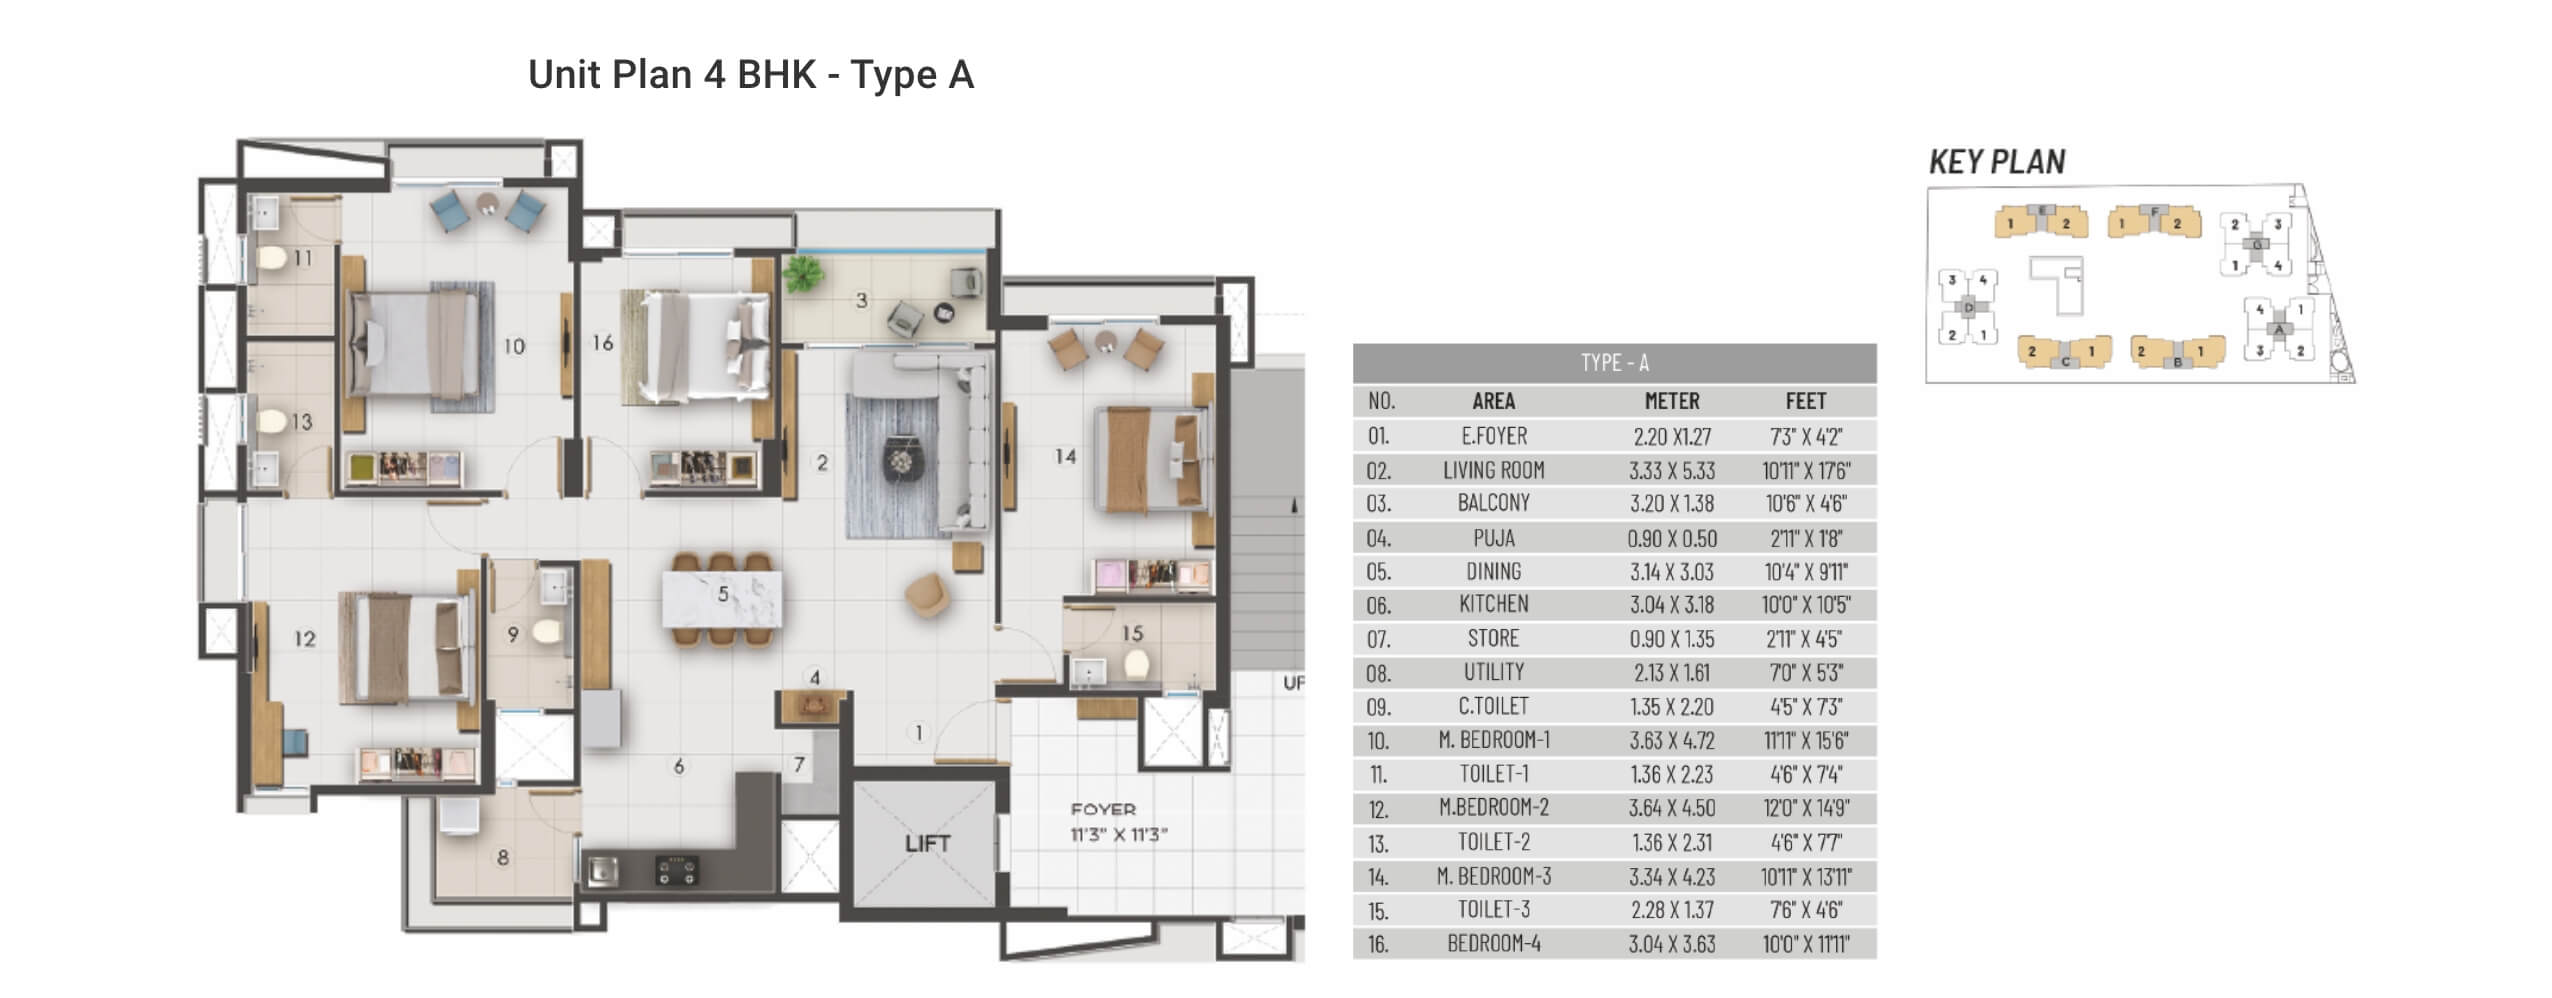 Unit Plan 4 BHK - Type A
11
10
16
3
13
2
14
5
12
9
15
4
1
UP
6
7
8
LIFT
FOYER
11'3" X 11'3"
TYPE - A
NO. AREA METER FEET
01. E.FOYER 2.20 X1.27 7'3" X 4'2"
02. LIVING ROOM 3.33 X 5.33 10'11" X 17'6"
03. BALCONY 3.20 X 1.38 10'6" X 4'6"
04. PUJA 0.90 X 0.50 2'11" X 1'8"
05. DINING 3.14 X 3.03 10'4" X 9'11"
06. KITCHEN 3.04 X 3.18 10'0" X 10'5"
07. STORE 0.90 X 1.35 2'11" X 4'5"
08. UTILITY 2.13 X 1.61 7'0" X 5'3"
09. C.TOILET 1.35 X 2.20 4'5" X 7'3"
10. M. BEDROOM-1 3.63 X 4.72 11'11" X 15'6"
11. TOILET-1 1.36 X 2.23 4'6" X 7'4"
12. M.BEDROOM-2 3.64 X 4.50 12'0" X 14'9"
13. TOILET-2 1.36 X 2.31 4'6" X 7'7"
14. M. BEDROOM-3 3.34 X 4.23 10'11" X 13'11"
15. TOILET-3 2.28 X 1.37 7'6" X 4'6"
16. BEDROOM-4 3.04 X 3.63 10'0" X 11'11"
KEY PLAN
1 E 2
1 F 2
2 3
G
1 4
3 4
D
2 1
4 1
A
3 2
2 C 1
2 B 1